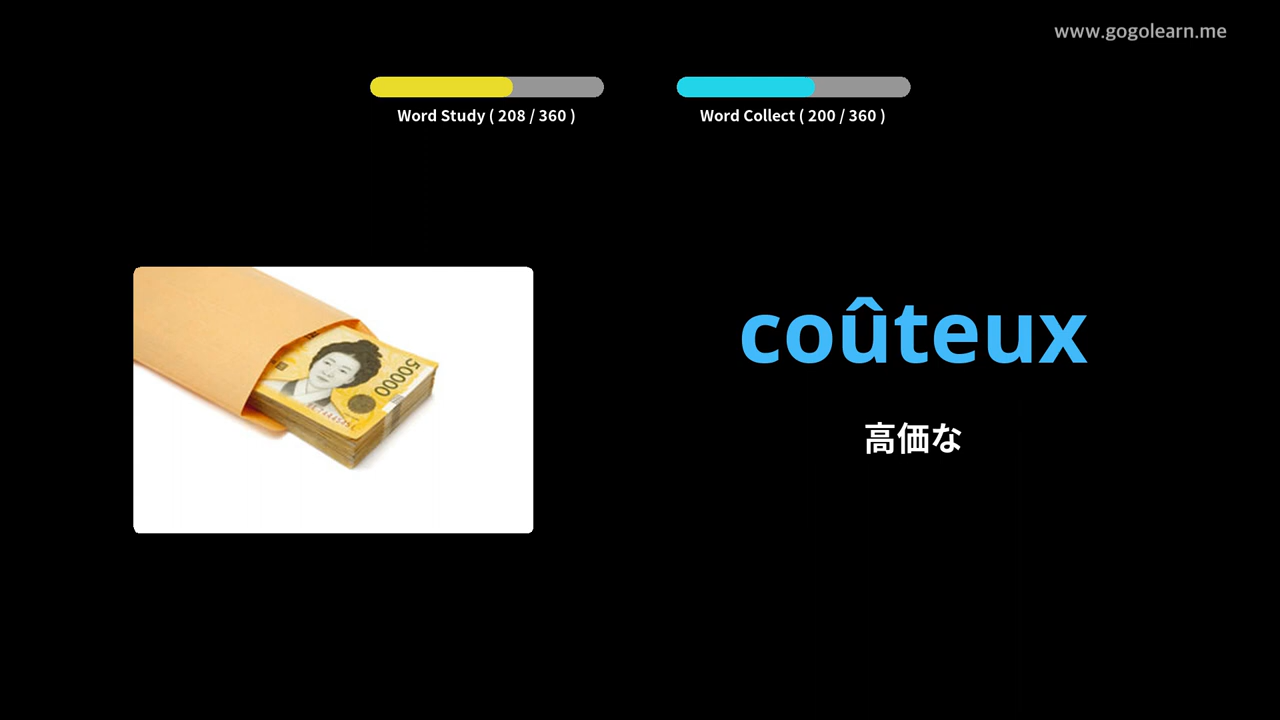 www.gogolearn.me
Word Study ( 208 / 360 )
Word Collect ( 200 / 360 )
50000
coûteux
高価な